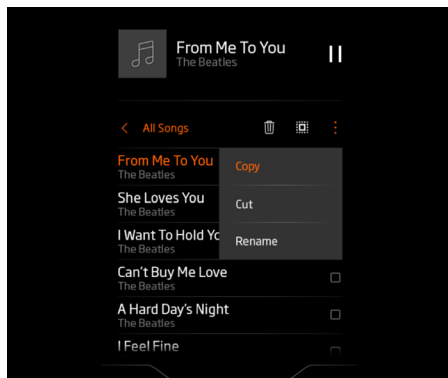 From Me To You
The Beatles
All Songs
From Me To You
The Beatles
Copy
She Loves You
The Beatles
Cut
I Want To Hold Yo
The Beatles
Rename
Can't Buy Me Love
The Beatles
A Hard Day's Night
The Beatles
I Feel Fine